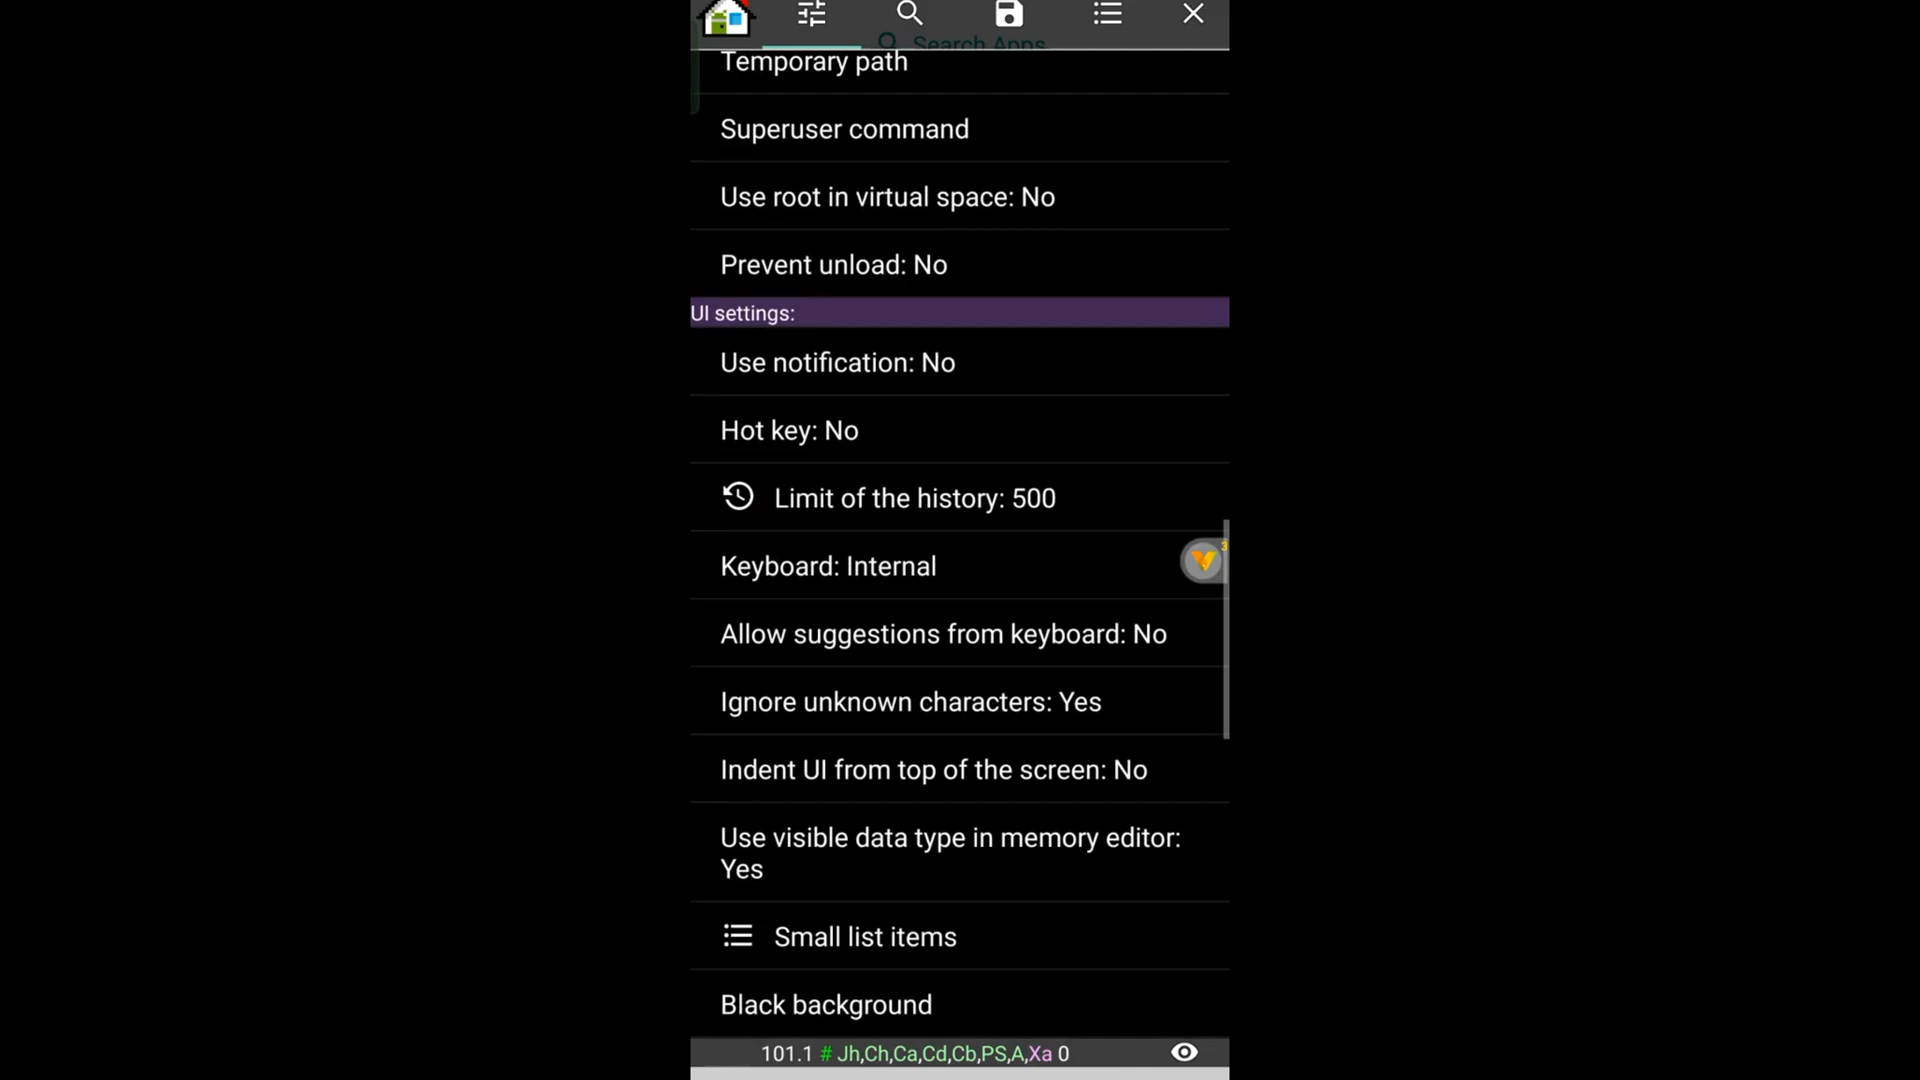 Search Apps
Temporary path
Superuser command
Use root in virtual space: No
Prevent unload: No
UI settings:
Use notification: No
Hot key: No
Limit of the history: 500
3
Keyboard: Internal
Allow suggestions from keyboard: No
Ignore unknown characters: Yes
Indent UI from top of the screen: No
Use visible data type in memory editor:
Yes
Small list items
Black background
101.1 # Jh,Ch,Ca,Cd,Cb,PS,A,Xa 0